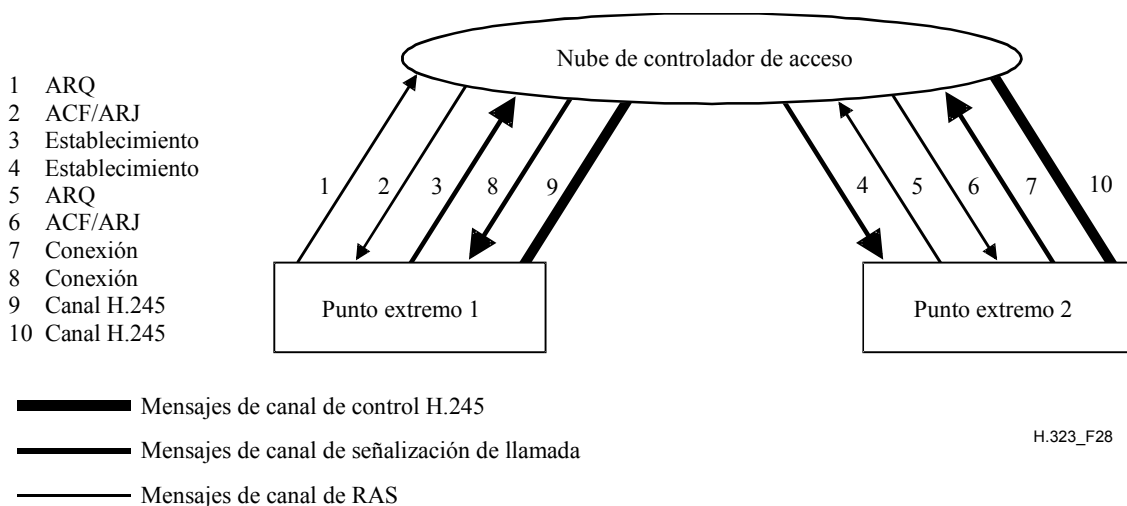 Nube de controlador de acceso
1 ARQ
2 ACF/ARJ
3 Establecimiento
4 Establecimiento
5 ARQ
6 ACF/ARJ
7 Conexión
8 Conexión
9 Canal H.245
10 Canal H.245
1 2 3 8 9 4 5 6 7 10
Punto extremo 1 Punto extremo 2
Mensajes de canal de control H.245
Mensajes de canal de señalización de llamada
Mensajes de canal de RAS
H.323_F28